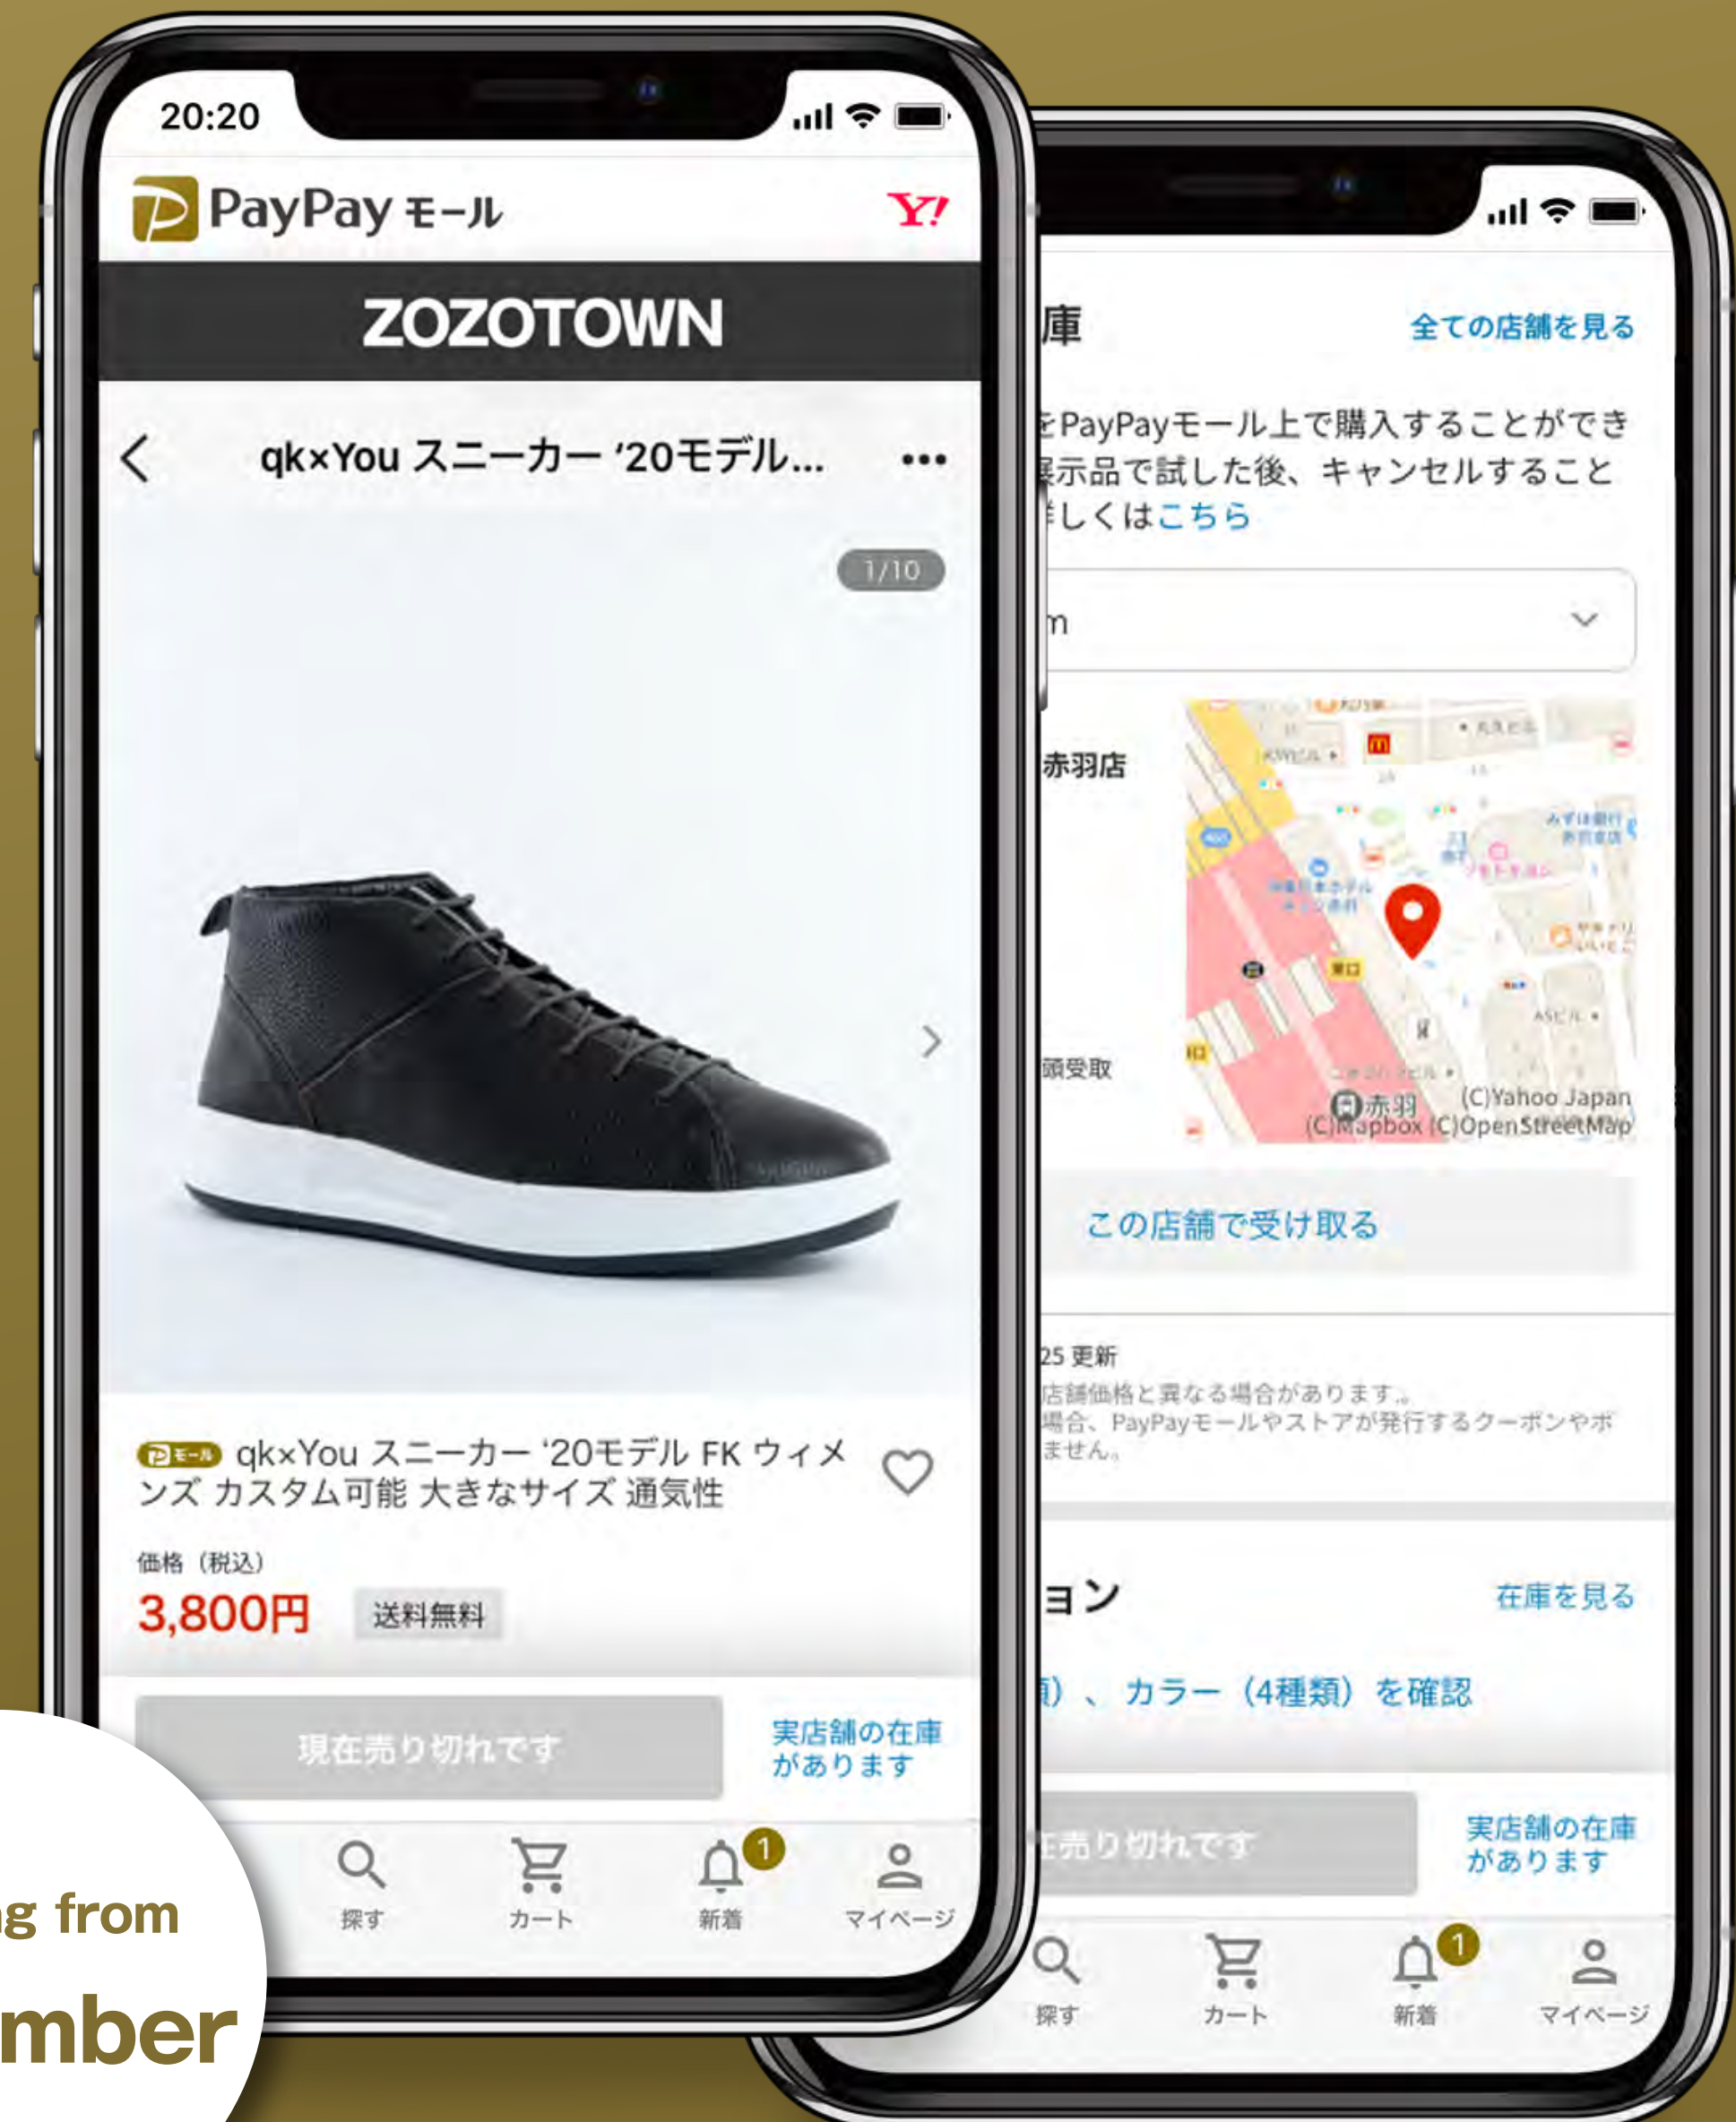 20:20
PayPay モール
Y!
ZOZOTOWN
qk×You スニーカー ‘20モデル...
1/10
モール qk×You スニーカー ‘20モデル FK ウィメ
ンズ カスタム可能 大きなサイズ 通気性
価格（税込）
3,800円 送料無料
現在売り切れです
実店舗の在庫
があります
1
探す カート 新着 マイページ
庫 全ての店舗を見る
をPayPayモール上で購入することができ
展示品で試した後、キャンセルすること
詳しくはこちら
m
赤羽店
頭受取
東口
ASビル
赤羽
(C)Yahoo Japan
(C)Mapbox (C)OpenStreetMap
この店舗で受け取る
25 更新
店舗価格と異なる場合があります。
場合、PayPayモールやストアが発行するクーポンやポ
ません。
ョン 在庫を見る
、カラー（4種類）を確認
在売り切れです
実店舗の在庫
があります
1
探す カート 新着 マイページ
g from
mber